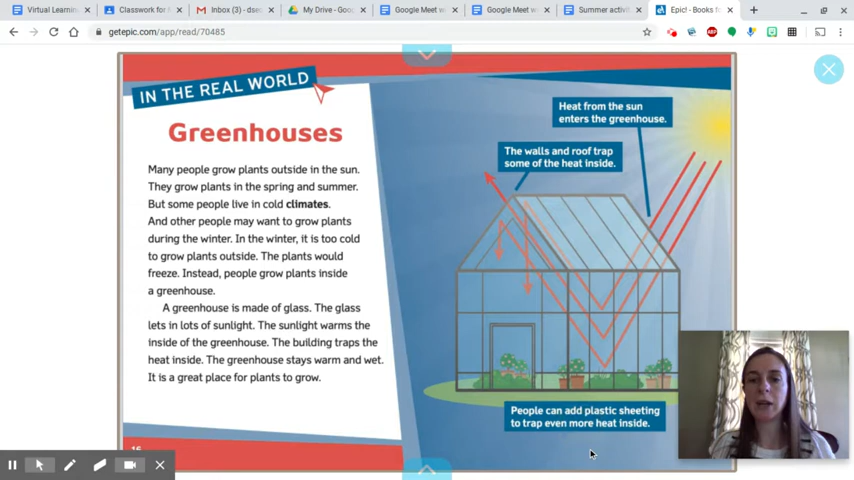 Virtual Learnin
Classwork for
Inbox (3) - dsec
My Drive - Goo
Google Meet w
Google Meet w
Summer activit
Epic! - Books fo
getepic.com/app/read/70485
ABP
IN THE REAL WORLD
Greenhouses
Many people grow plants outside in the sun.
They grow plants in the spring and summer.
But some people live in cold climates.
And other people may want to grow plants
during the winter. In the winter, it is too cold
to grow plants outside. The plants would
freeze. Instead, people grow plants inside
a greenhouse.
A greenhouse is made of glass. The glass
lets in lots of sunlight. The sunlight warms the
inside of the greenhouse. The building traps the
heat inside. The greenhouse stays warm and wet.
It is a great place for plants to grow.
Heat from the sun
enters the greenhouse.
The walls and roof trap
some of the heat inside.
People can add plastic sheeting
to trap even more heat inside.
16